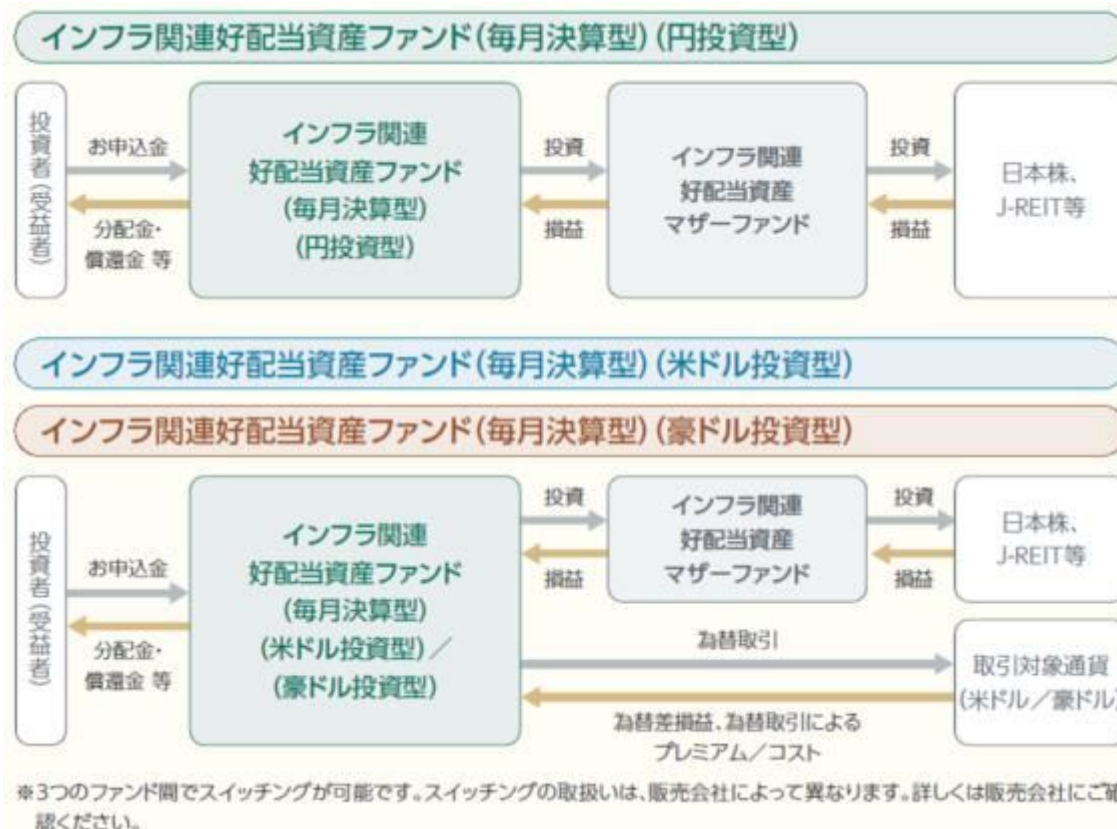 インフラ関連好配当資産ファンド(毎月決算型)(円投資型)
投資者(受益者)
お申込金
分配金・
償還金 等
インフラ関連
好配当資産ファンド
(毎月決算型)
(円投資型)
投資
損益
インフラ関連
好配当資産
マザーファンド
投資
損益
日本株、
J-REIT等
インフラ関連好配当資産ファンド(毎月決算型)(米ドル投資型)
インフラ関連好配当資産ファンド(毎月決算型)(豪ドル投資型)
投資者(受益者)
お申込金
分配金・
償還金 等
インフラ関連
好配当資産ファンド
(毎月決算型)
(米ドル投資型)/
(豪ドル投資型)
投資
損益
インフラ関連
好配当資産
マザーファンド
投資
損益
日本株、
J-REIT等
為替取引
為替差損益、為替取引による
プレミアム/コスト
取引対象通貨
(米ドル/豪ドル)
※3つのファンド間でスイッチングが可能です。スイッチングの取扱いは、販売会社によって異なります。詳しくは販売会社にご確
認ください。